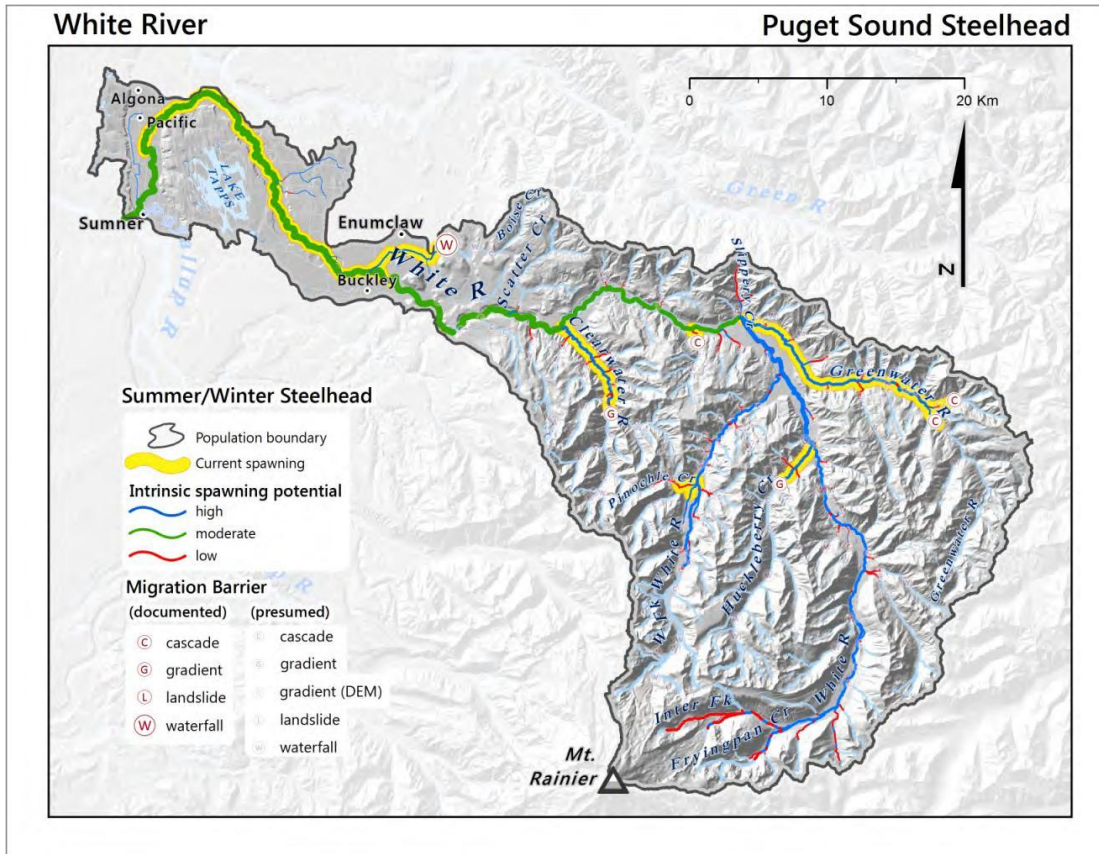 White River
Puget Sound Steelhead
0 10 20 Km
Algona
Pacific
LAKE
TAPPS
Sumner
Enumclaw
W
Buckley
White R
Boise Cr
Scatter Cr
Green R
Slippery Cr
N
Clearwater R
C
Greenwater R
C
C
G
Pinochle Cr
G
W Fk White R
Huckleberry Cr
Greenwater R
White R
Inter Fk
Fryingpan Cr
Mt.
Rainier
Summer/Winter Steelhead
Population boundary
Current spawning
Intrinsic spawning potential
high
moderate
low
Migration Barrier
(documented) (presumed)
C cascade
G gradient
L landslide
W waterfall
cascade
gradient
gradient (DEM)
landslide
waterfall